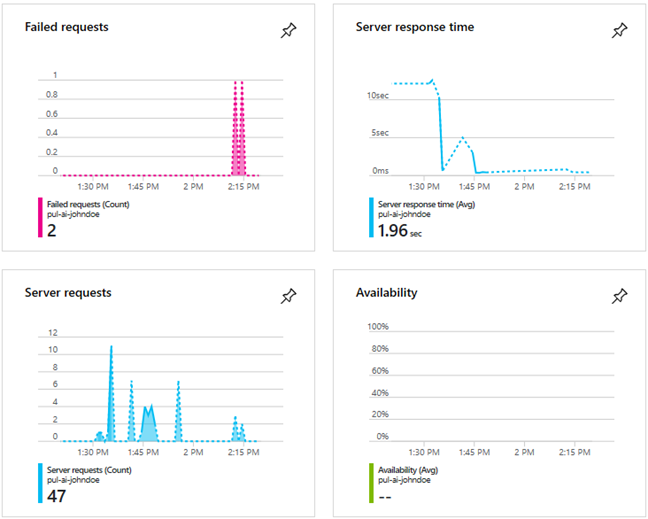 Failed requests
1
0.8
0.6
0.4
0.2
0
1:30 PM 1:45 PM 2 PM 2:15 PM
Failed requests (Count)
pul-ai-johndoe
2
Server response time
10sec
5sec
0ms
1:30 PM 1:45 PM 2 PM 2:15 PM
Server response time (Avg)
pul-ai-johndoe
1.96 sec
Server requests
12
10
8
6
4
2
0
1:30 PM 1:45 PM 2 PM 2:15 PM
Server requests (Count)
pul-ai-johndoe
47
Availability
100%
80%
60%
40%
20%
0%
1:30 PM 1:45 PM 2 PM 2:15 PM
Availability (Avg)
pul-ai-johndoe
--